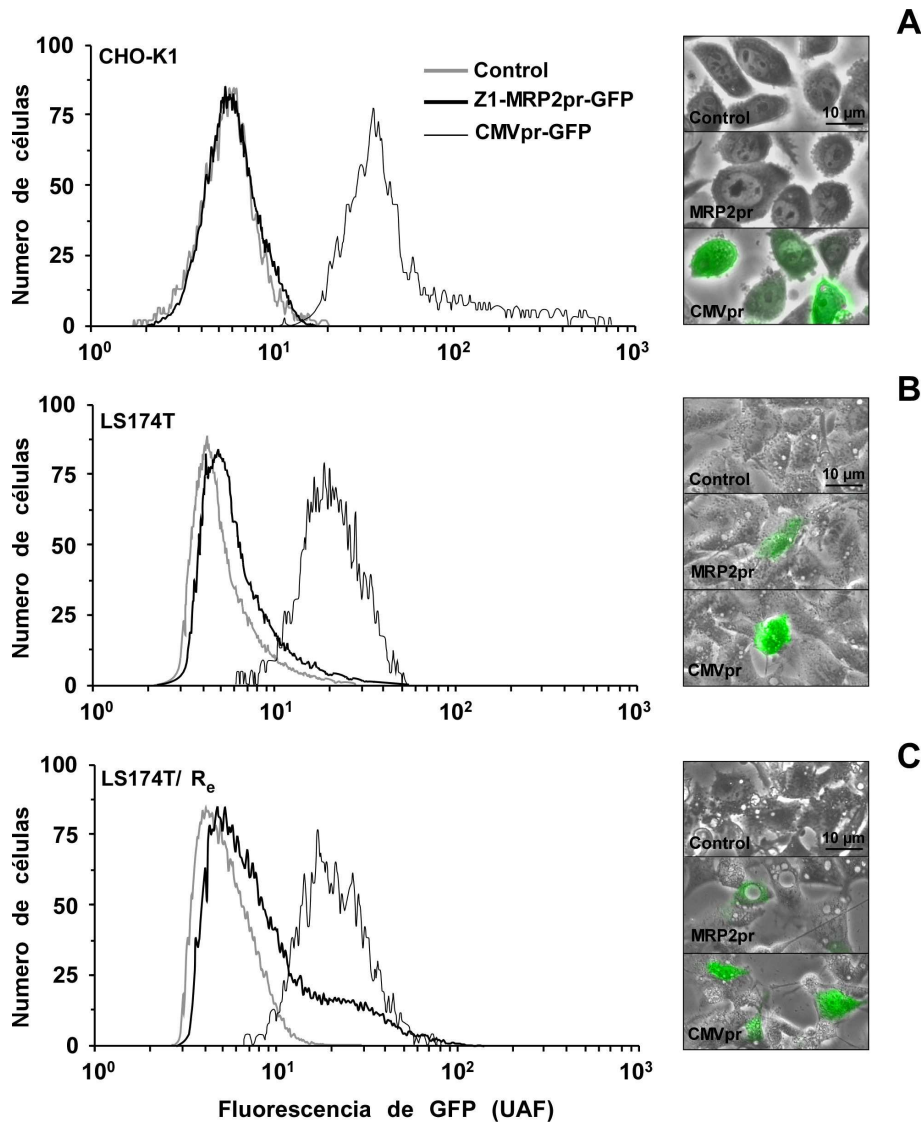 A
100
CHO-K1
Control
Z1-MRP2pr-GFP
CMVpr-GFP
75
50
25
0
Numero de células
10⁰ 10¹ 10² 10³
Control
10 µm
MRP2pr
CMVpr
B
100
LS174T
75
50
25
0
Numero de células
10⁰ 10¹ 10² 10³
Control
10 µm
MRP2pr
CMVpr
C
100
LS174T/ Rₑ
75
50
25
0
Numero de células
10⁰ 10¹ 10² 10³
Fluorescencia de GFP (UAF)
Control
10 µm
MRP2pr
CMVpr